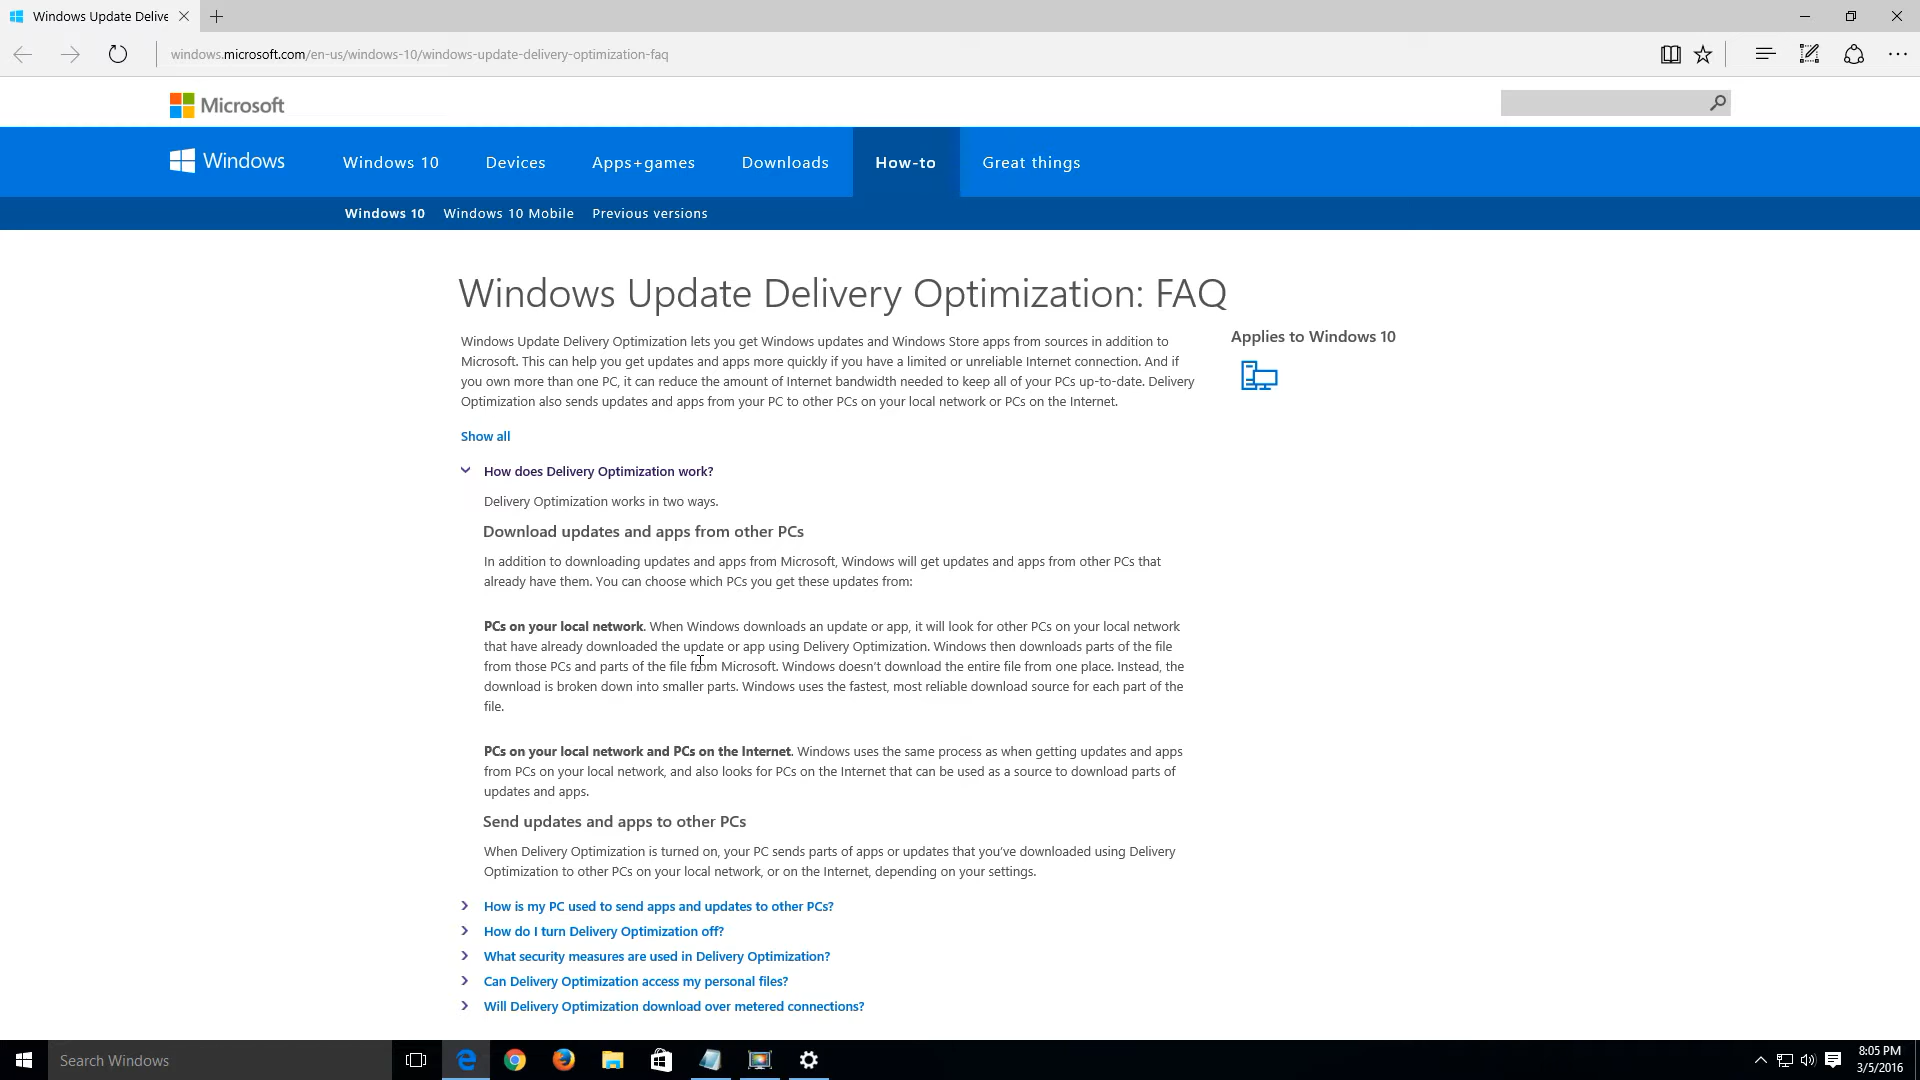 Windows Update Delive
windows.microsoft.com/en-us/windows-10/windows-update-delivery-optimization-faq
Microsoft
Windows
Windows 10
Devices
Apps+games
Downloads
How-to
Great things
Windows 10
Windows 10 Mobile
Previous versions
Windows Update Delivery Optimization: FAQ
Windows Update Delivery Optimization lets you get Windows updates and Windows Store apps from sources in addition to
Microsoft. This can help you get updates and apps more quickly if you have a limited or unreliable Internet connection. And if
you own more than one PC, it can reduce the amount of Internet bandwidth needed to keep all of your PCs up-to-date. Delivery
Optimization also sends updates and apps from your PC to other PCs on your local network or PCs on the Internet.
Applies to Windows 10
Show all
How does Delivery Optimization work?
Delivery Optimization works in two ways.
Download updates and apps from other PCs
In addition to downloading updates and apps from Microsoft, Windows will get updates and apps from other PCs that
already have them. You can choose which PCs you get these updates from:
PCs on your local network. When Windows downloads an update or app, it will look for other PCs on your local network
that have already downloaded the update or app using Delivery Optimization. Windows then downloads parts of the file
from those PCs and parts of the file from Microsoft. Windows doesn't download the entire file from one place. Instead, the
download is broken down into smaller parts. Windows uses the fastest, most reliable download source for each part of the
file.
PCs on your local network and PCs on the Internet. Windows uses the same process as when getting updates and apps
from PCs on your local network, and also looks for PCs on the Internet that can be used as a source to download parts of
updates and apps.
Send updates and apps to other PCs
When Delivery Optimization is turned on, your PC sends parts of apps or updates that you've downloaded using Delivery
Optimization to other PCs on your local network, or on the Internet, depending on your settings.
How is my PC used to send apps and updates to other PCs?
How do I turn Delivery Optimization off?
What security measures are used in Delivery Optimization?
Can Delivery Optimization access my personal files?
Will Delivery Optimization download over metered connections?
Search Windows
8:05 PM
3/5/2016